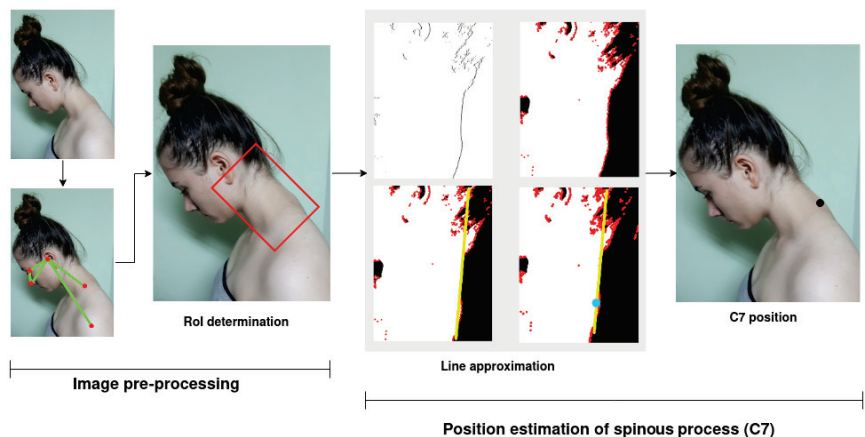 RoI determination
C7 position
Line approximation
Image pre-processing
Position estimation of spinous process (C7)